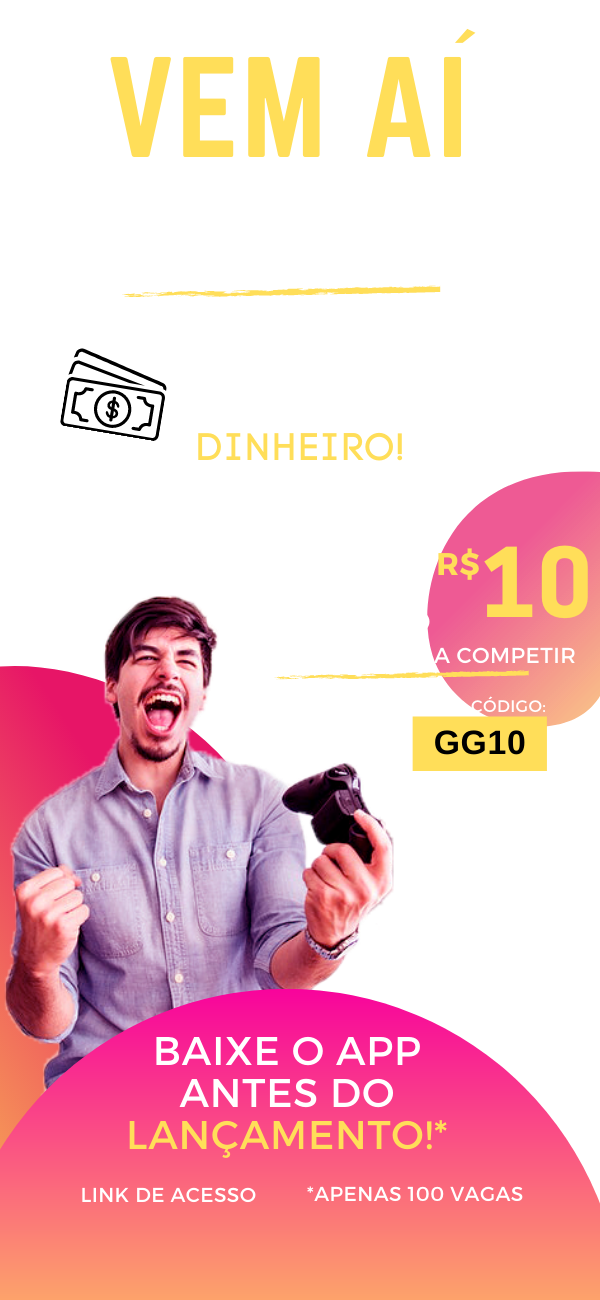 VEM AÍ
DINHEIRO!
R$10
A COMPETIR
CÓDIGO:
GG10
BAIXE O APP
ANTES DO
LANÇAMENTO!*
LINK DE ACESSO
*APENAS 100 VAGAS